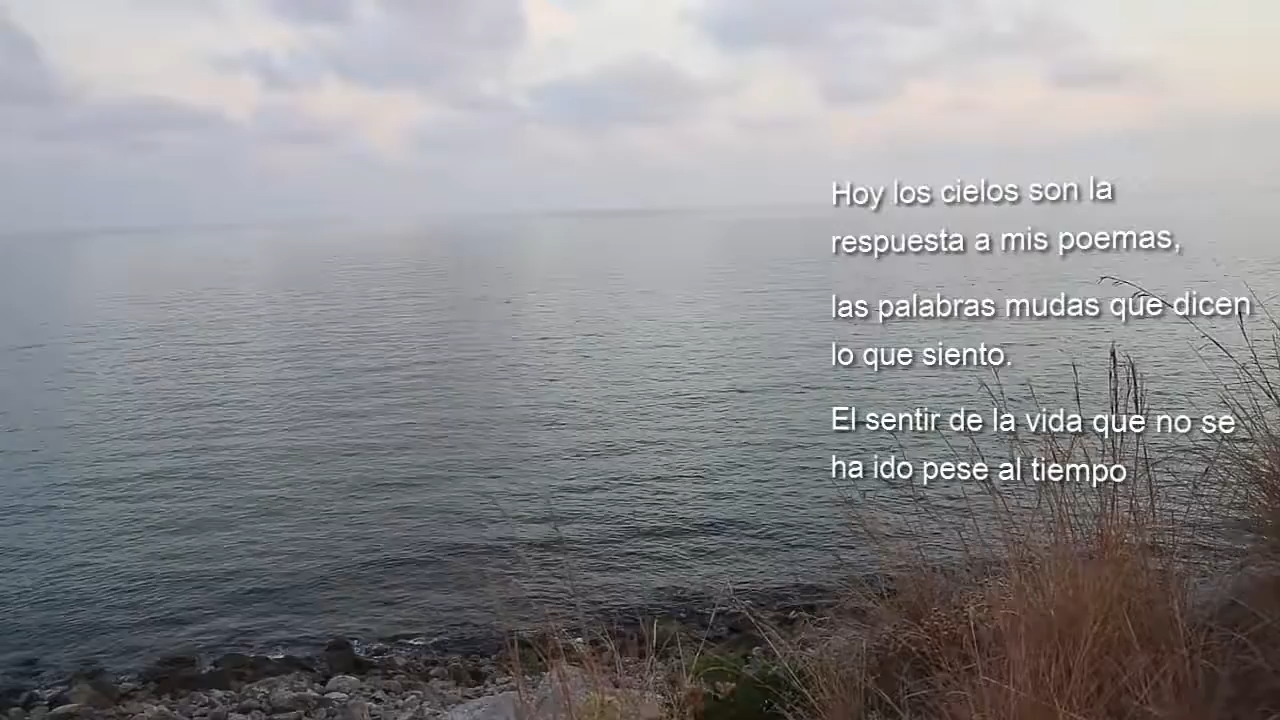 Hoy los cielos son la
respuesta a mis poemas,
las palabras mudas que dicen
lo que siento.
El sentir de la vida que no se
ha ido pese al tiempo